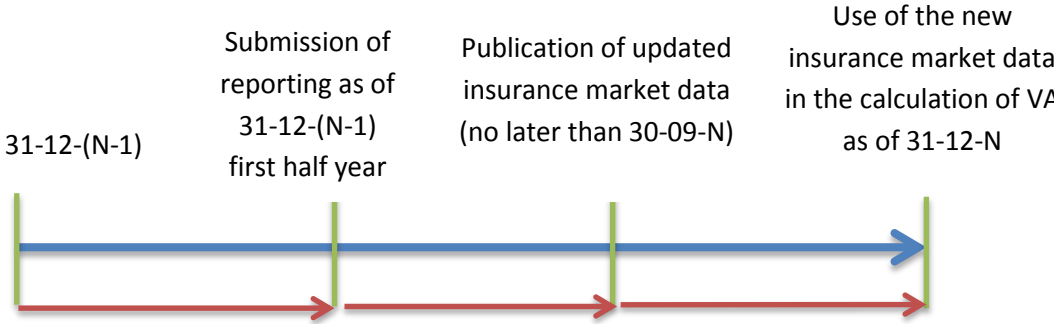 31-12-(N-1)
Submission of
reporting as of
31-12-(N-1)
first half year
Publication of updated
insurance market data
(no later than 30-09-N)
Use of the new
insurance market data
in the calculation of VA
as of 31-12-N